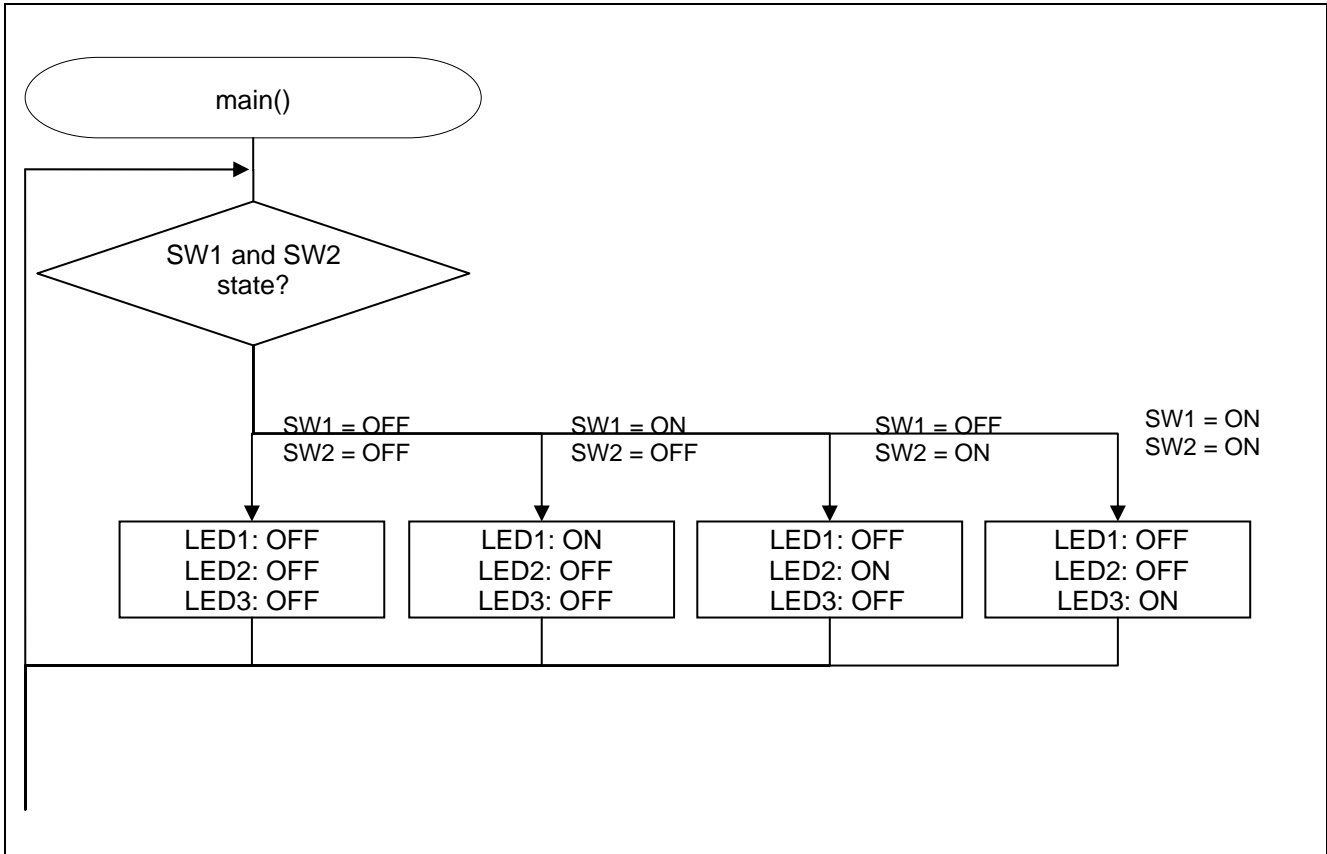 main()
SW1 and SW2
state?
SW1 = OFF
SW2 = OFF
SW1 = ON
SW2 = OFF
SW1 = OFF
SW2 = ON
SW1 = ON
SW2 = ON
LED1: OFF
LED2: OFF
LED3: OFF
LED1: ON
LED2: OFF
LED3: OFF
LED1: OFF
LED2: ON
LED3: OFF
LED1: OFF
LED2: OFF
LED3: ON